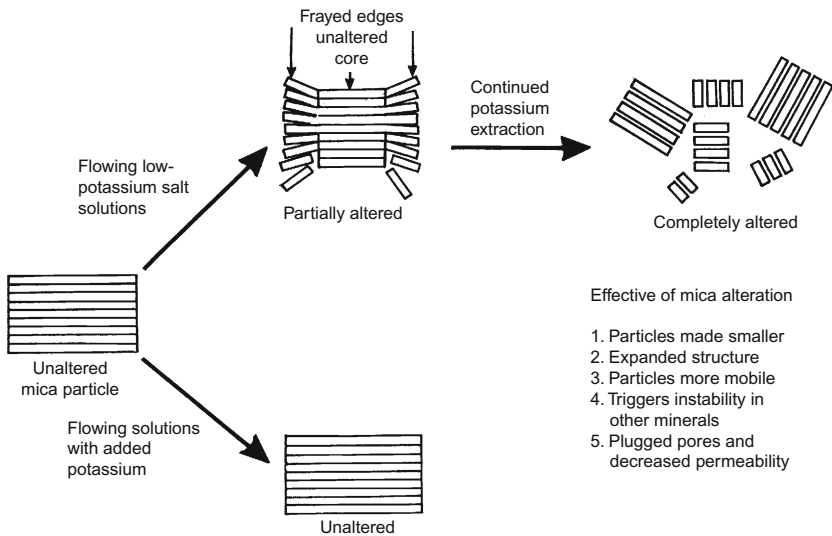 Frayed edges
unaltered
core
Continued
potassium
extraction
Flowing low-
potassium salt
solutions
Partially altered
Completely altered
Unaltered
mica particle
Flowing solutions
with added
potassium
Unaltered
Effective of mica alteration
1. Particles made smaller
2. Expanded structure
3. Particles more mobile
4. Triggers instability in
other minerals
5. Plugged pores and
decreased permeability